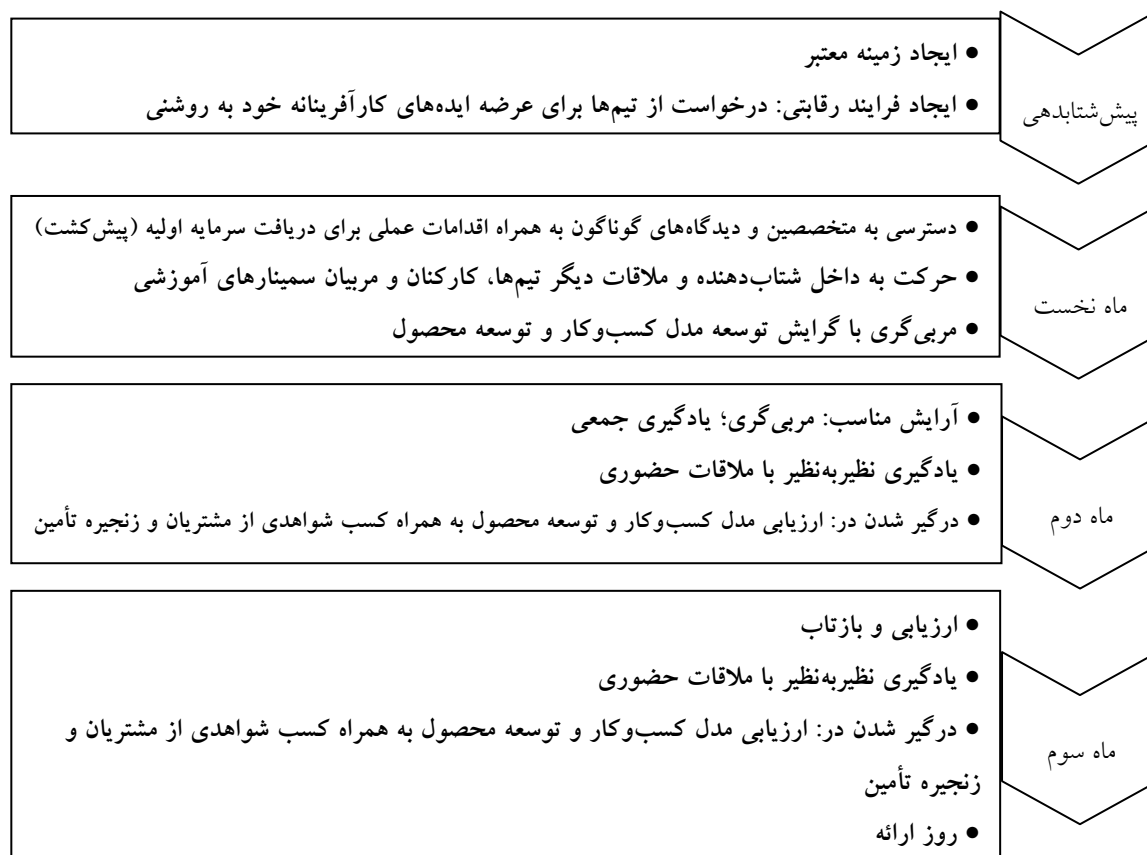 پیش‌شتابدهی
● ایجاد زمینه معتبر
● ایجاد فرایند رقابتی: درخواست از تیم‌ها برای عرضه ایده‌های کارآفرینانه خود به روشنی
ماه نخست
● دسترسی به متخصصین و دیدگاه‌های گوناگون به همراه اقدامات عملی برای دریافت سرمایه اولیه (پیش‌کشت)
● حرکت به داخل شتاب‌دهنده و ملاقات دیگر تیم‌ها، کارکنان و مربیان سمینارهای آموزشی
● مربی‌گری با گرایش توسعه مدل کسب‌وکار و توسعه محصول
ماه دوم
● آرایش مناسب: مربی‌گری؛ یادگیری جمعی
● یادگیری نظیربه‌نظیر با ملاقات حضوری
● درگیر شدن در: ارزیابی مدل کسب‌وکار و توسعه محصول به همراه کسب شواهدی از مشتریان و زنجیره تأمین
ماه سوم
● ارزیابی و بازتاب
● یادگیری نظیربه‌نظیر با ملاقات حضوری
● درگیر شدن در: ارزیابی مدل کسب‌وکار و توسعه محصول به همراه کسب شواهدی از مشتریان و
زنجیره تأمین
● روز ارائه